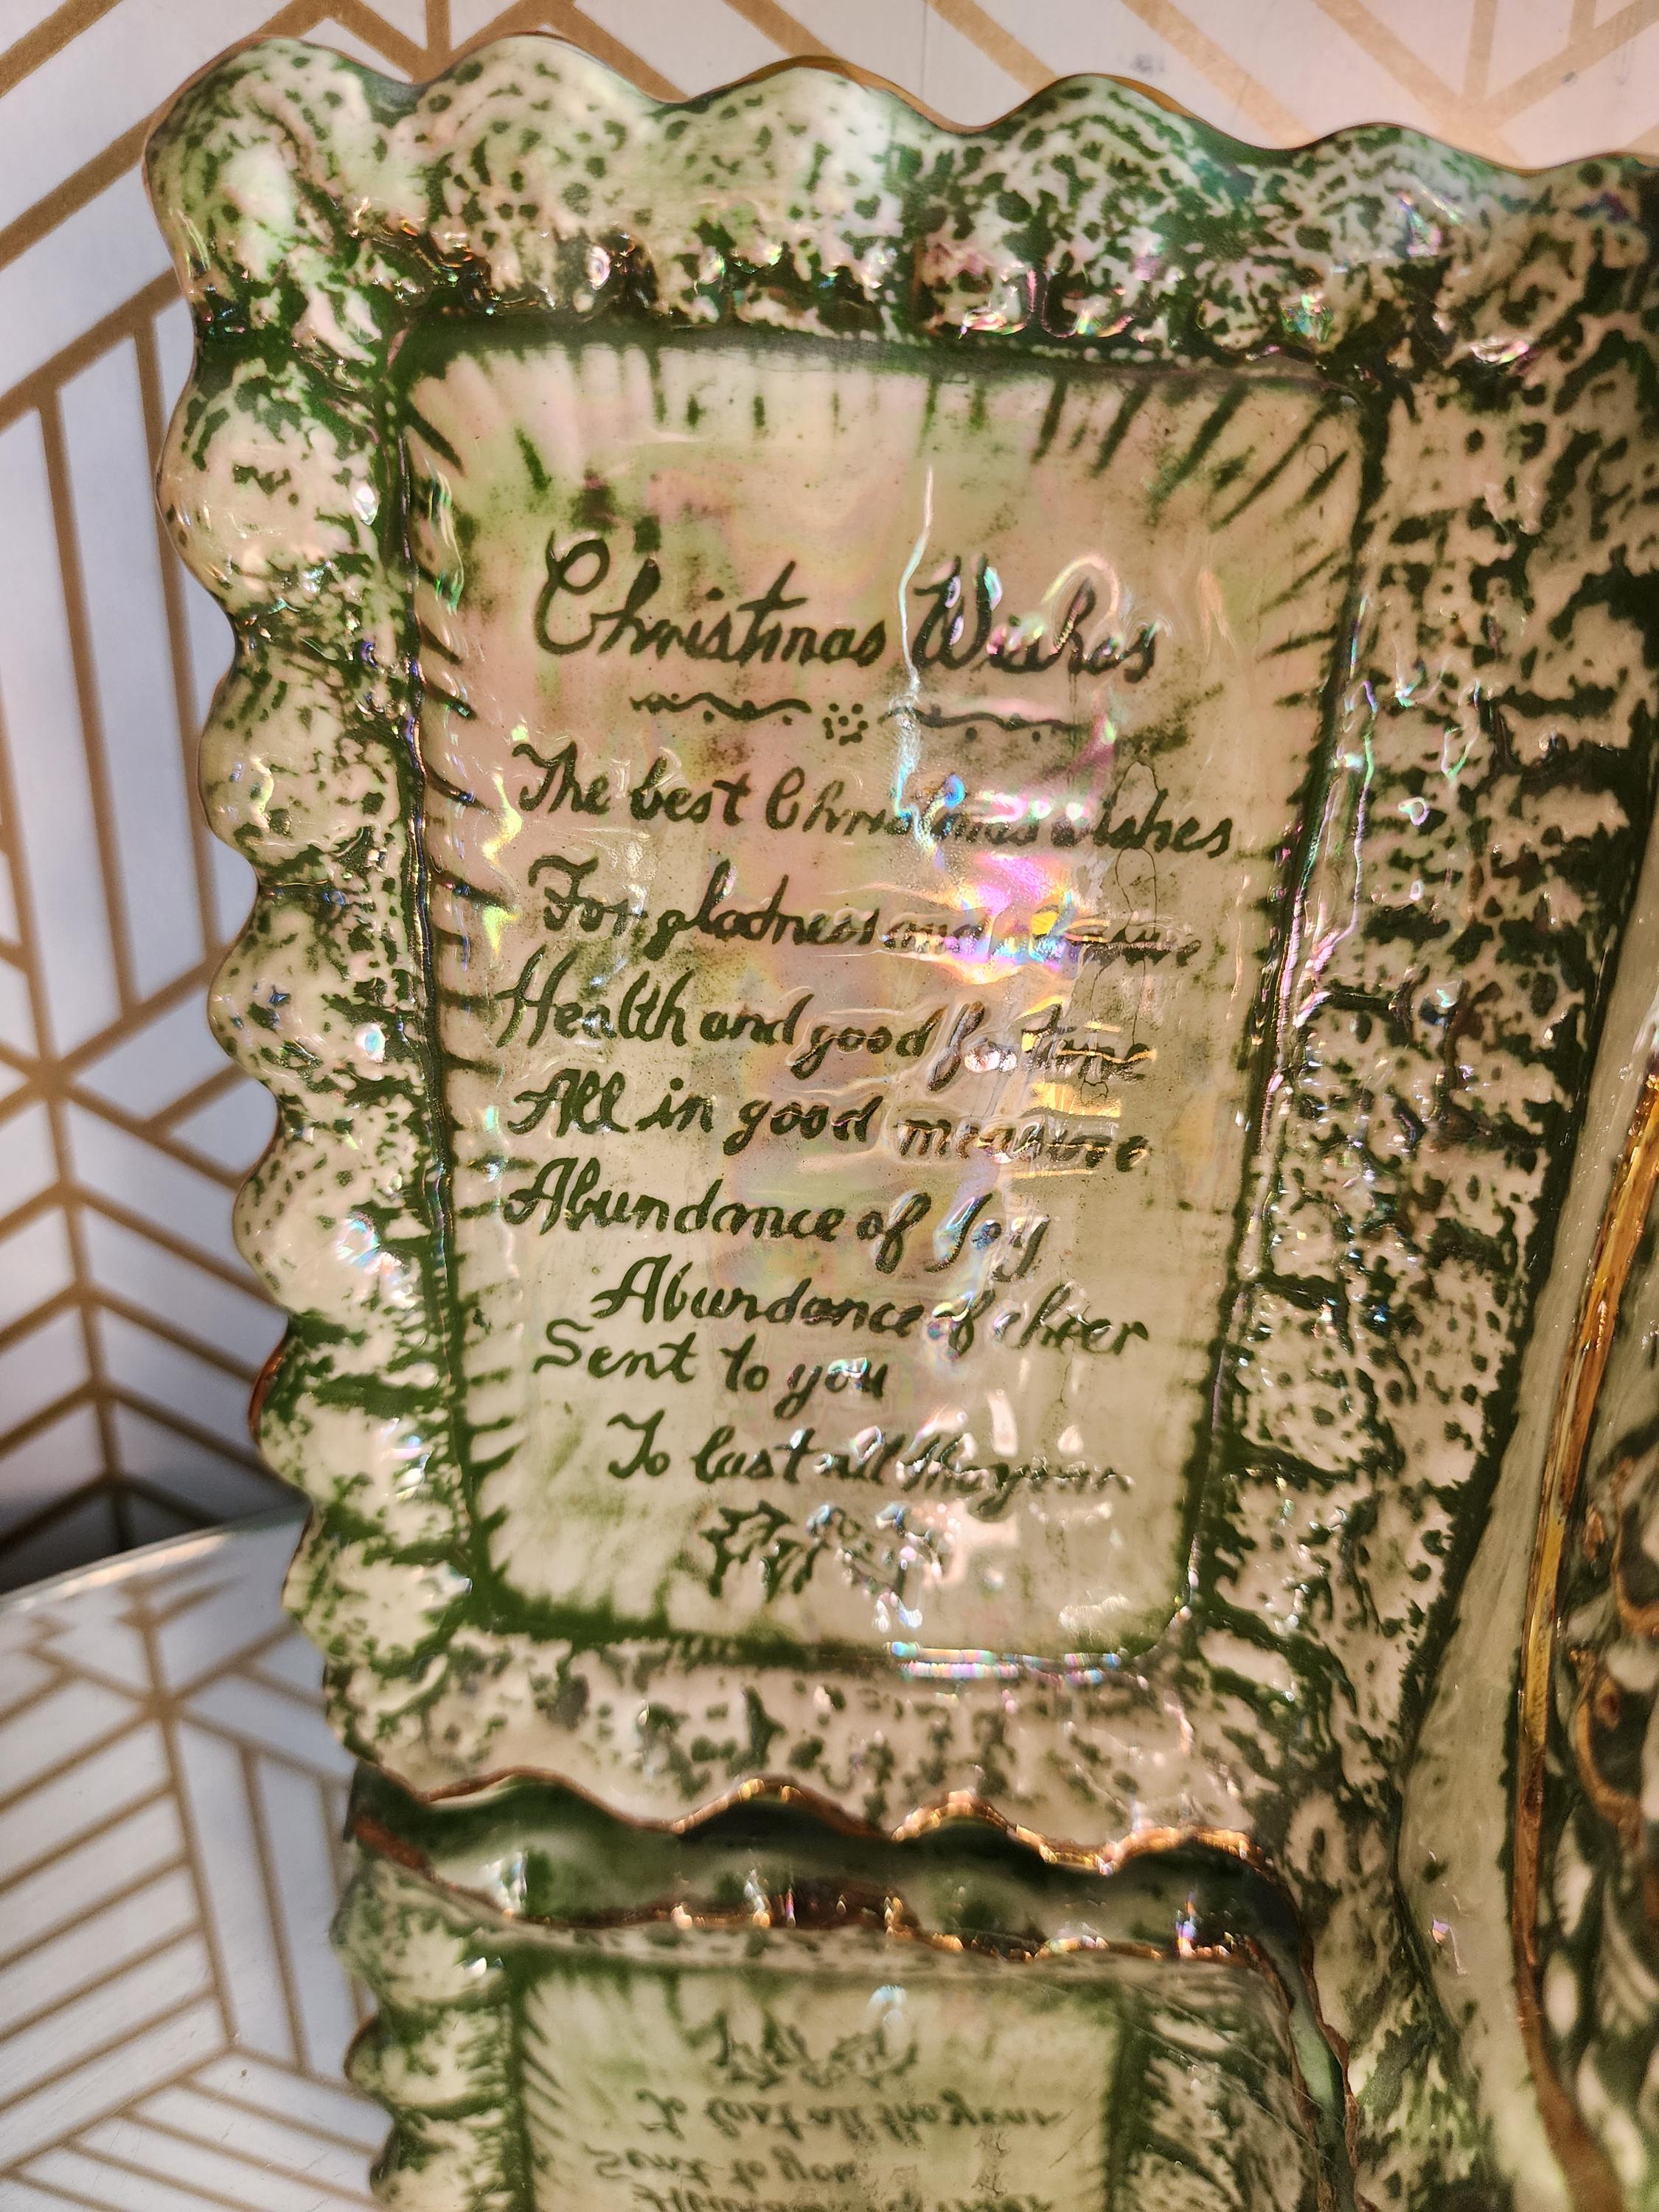 Christmas Wishes
The best Christmas wishes
For gladness and
Health and good fortune
All in good measure
Abundance of Joy
Abundance of cheer
Sent to you
To last all the year